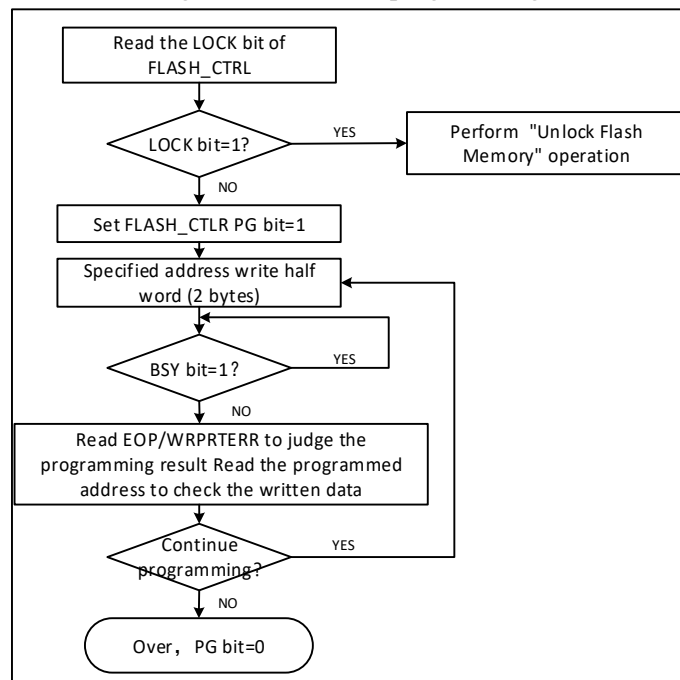 Read the LOCK bit of
FLASH_CTRL
LOCK bit=1?
YES
Perform "Unlock Flash
Memory" operation
NO
Set FLASH_CTLR PG bit=1
Specified address write half
word (2 bytes)
BSY bit=1?
YES
NO
Read EOP/WRPRTERR to judge the
programming result Read the programmed
address to check the written data
Continue
programming?
YES
NO
Over，PG bit=0